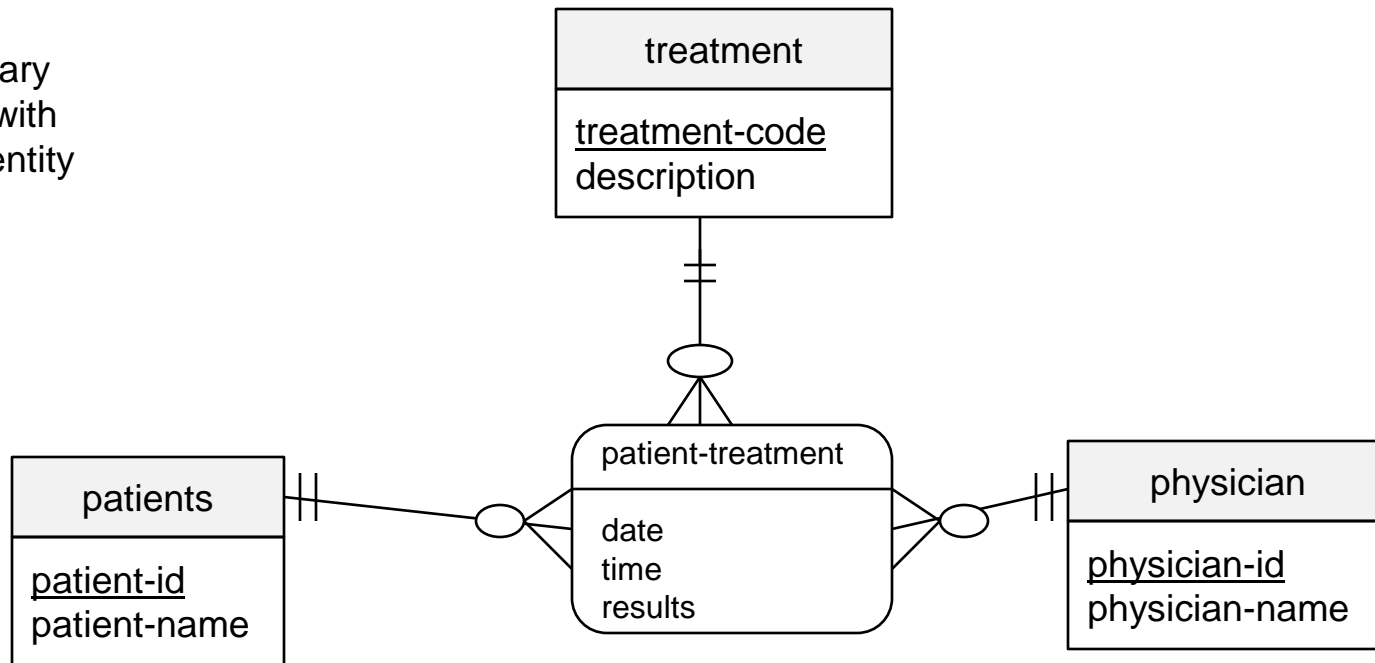 ary
with
entity
treatment
treatment-code
description
patient-treatment
date
time
results
patients
patient-id
patient-name
physician
physician-id
physician-name